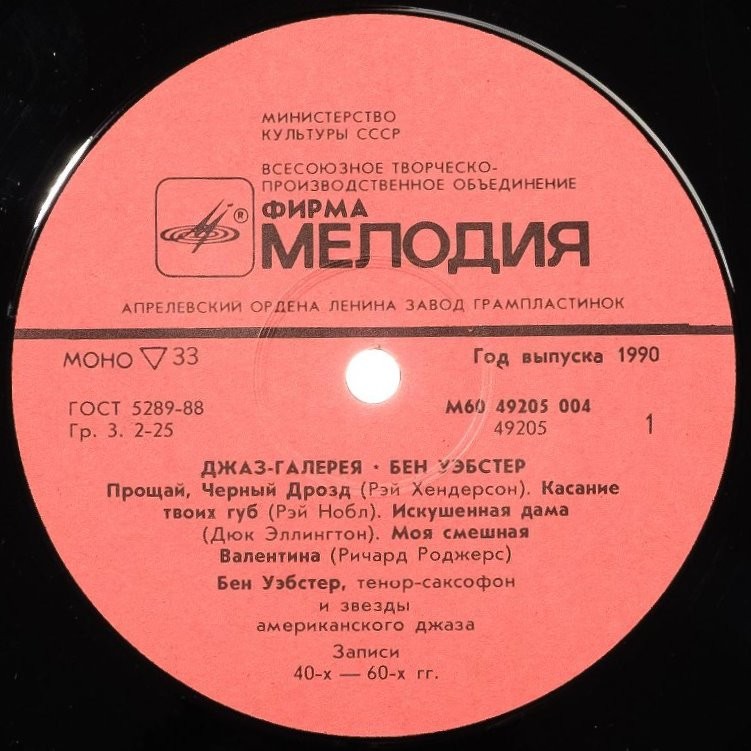 МИНИСТЕРСТВО
КУЛЬТУРЫ СССР
ВСЕСОЮЗНОЕ ТВОРЧЕСКО-
ПРОИЗВОДСТВЕННОЕ ОБЪЕДИНЕНИЕ
®
ФИРМА
МЕЛОДИЯ
АПРЕЛЕВСКИЙ ОРДЕНА ЛЕНИНА ЗАВОД ГРАМПЛАСТИНОК
МОНО ▽ 33
Год выпуска 1990
ГОСТ 5289-88
Гр. 3. 2-25
М60 49205 004
49205
1
ДЖАЗ-ГАЛЕРЕЯ · БЕН УЭБСТЕР
Прощай, Черный Дрозд (Рэй Хендерсон). Касание
твоих губ (Рэй Нобл). Искушенная дама
(Дюк Эллингтон). Моя смешная
Валентина (Ричард Роджерс)
Бен Уэбстер, тенор-саксофон
и звезды
американского джаза
Записи
40-х — 60-х гг.